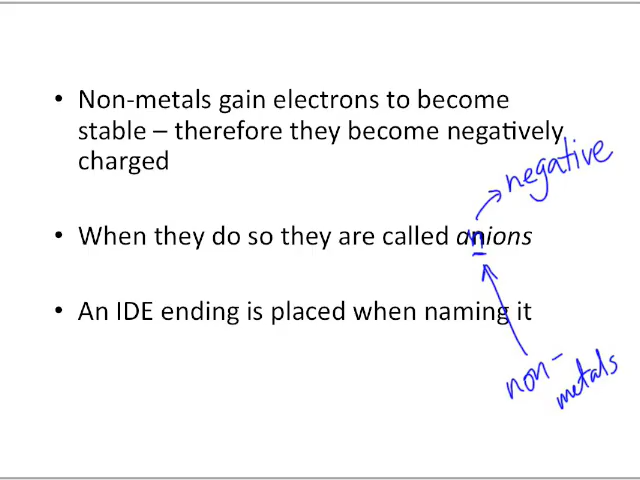 • Non-metals gain electrons to become
stable – therefore they become negatively
charged
negative
• When they do so they are called anions
• An IDE ending is placed when naming it
non-
metals